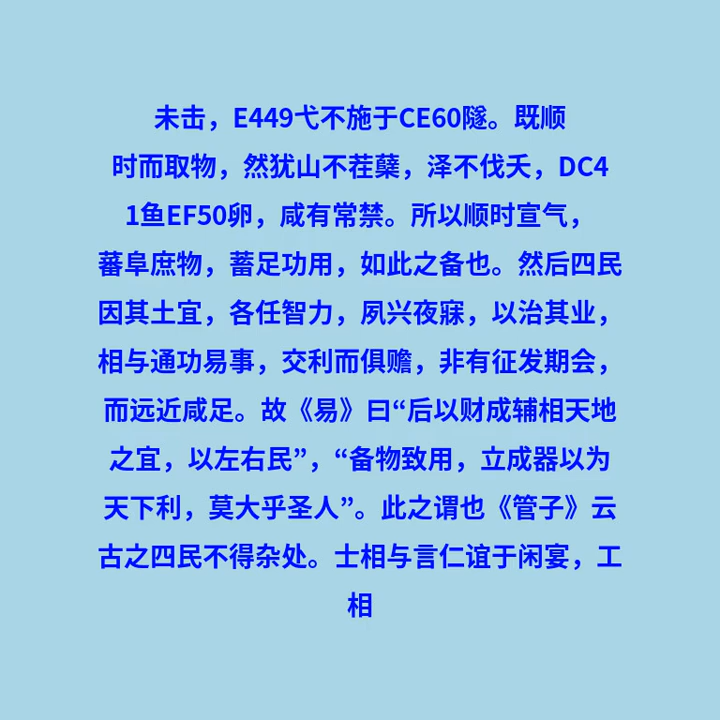 未击，E449弋不施于CE60隧。既顺
时而取物，然犹山不茬蘖，泽不伐夭，DC4
1鱼EF50卵，咸有常禁。所以顺时宣气，
蕃阜庶物，蓄足功用，如此之备也。然后四民
因其土宜，各任智力，夙兴夜寐，以治其业，
相与通功易事，交利而俱赡，非有征发期会，
而远近咸足。故《易》曰“后以财成辅相天地
之宜，以左右民”，“备物致用，立成器以为
天下利，莫大乎圣人”。此之谓也《管子》云
古之四民不得杂处。士相与言仁谊于闲宴，工
相